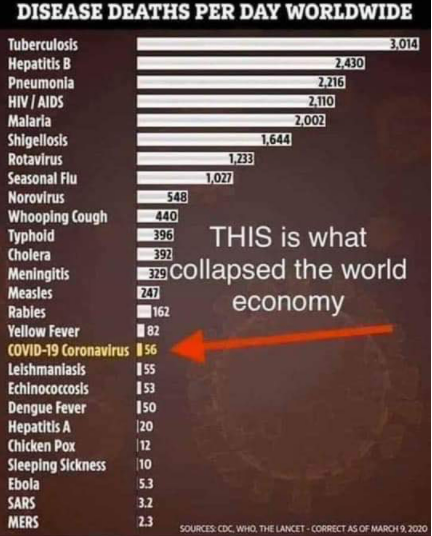 DISEASE DEATHS PER DAY WORLDWIDE
Tuberculosis 3,014
Hepatitis B 2,430
Pneumonia 2,216
HIV / AIDS 2,110
Malaria 2,002
Shigellosis 1,644
Rotavirus 1,233
Seasonal Flu 1,027
Norovirus 548
Whooping Cough 440
Typhoid 396
Cholera 392
Meningitis 329
Measles 247
Rabies 162
Yellow Fever 82
COVID-19 Coronavirus 56
Leishmaniasis 55
Echinococcosis 53
Dengue Fever 50
Hepatitis A 20
Chicken Pox 12
Sleeping Sickness 10
Ebola 5.3
SARS 3.2
MERS 2.3
THIS is what
collapsed the world
economy
SOURCES: CDC, WHO, THE LANCET - CORRECT AS OF MARCH 9, 2020